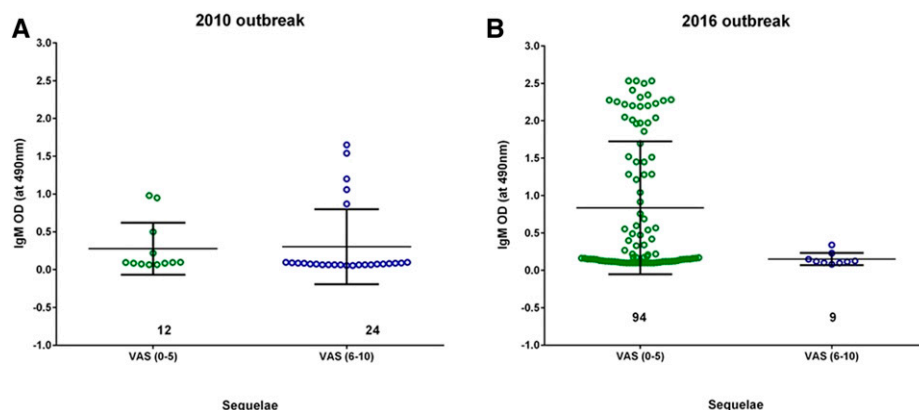 A
2010 outbreak
IgM OD (at 490nm)
3.0
2.5
2.0
1.5
1.0
0.5
0.0
-0.5
-1.0
12
24
VAS (0-5)
VAS (6-10)
Sequelae
B
2016 outbreak
IgM OD (at 490nm)
3.0
2.5
2.0
1.5
1.0
0.5
0.0
-0.5
-1.0
94
9
VAS (0-5)
VAS (6-10)
Sequelae